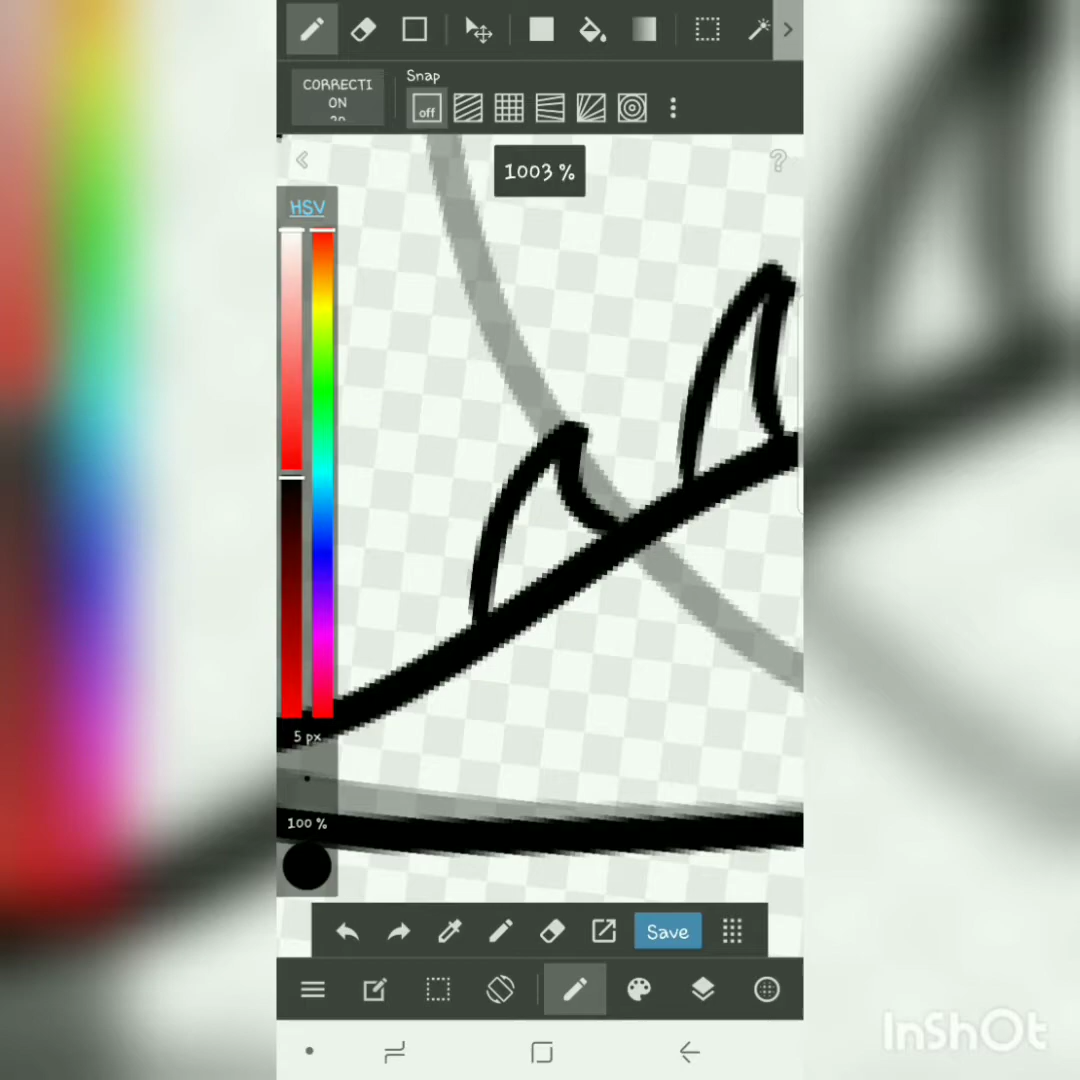 CORRECTI
ON
Snap
off
1003 %
?
HSV
5 px
100 %
Save
InShOt